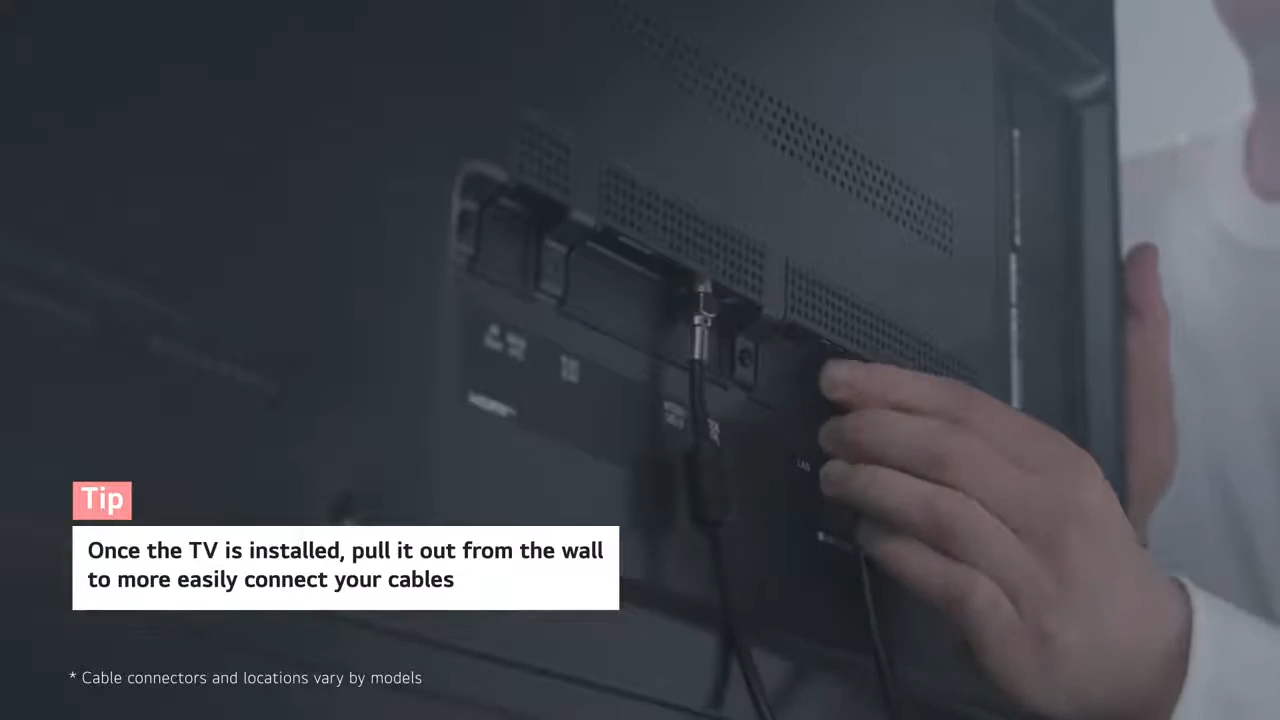 LAN
Tip
Once the TV is installed, pull it out from the wall
to more easily connect your cables
* Cable connectors and locations vary by models